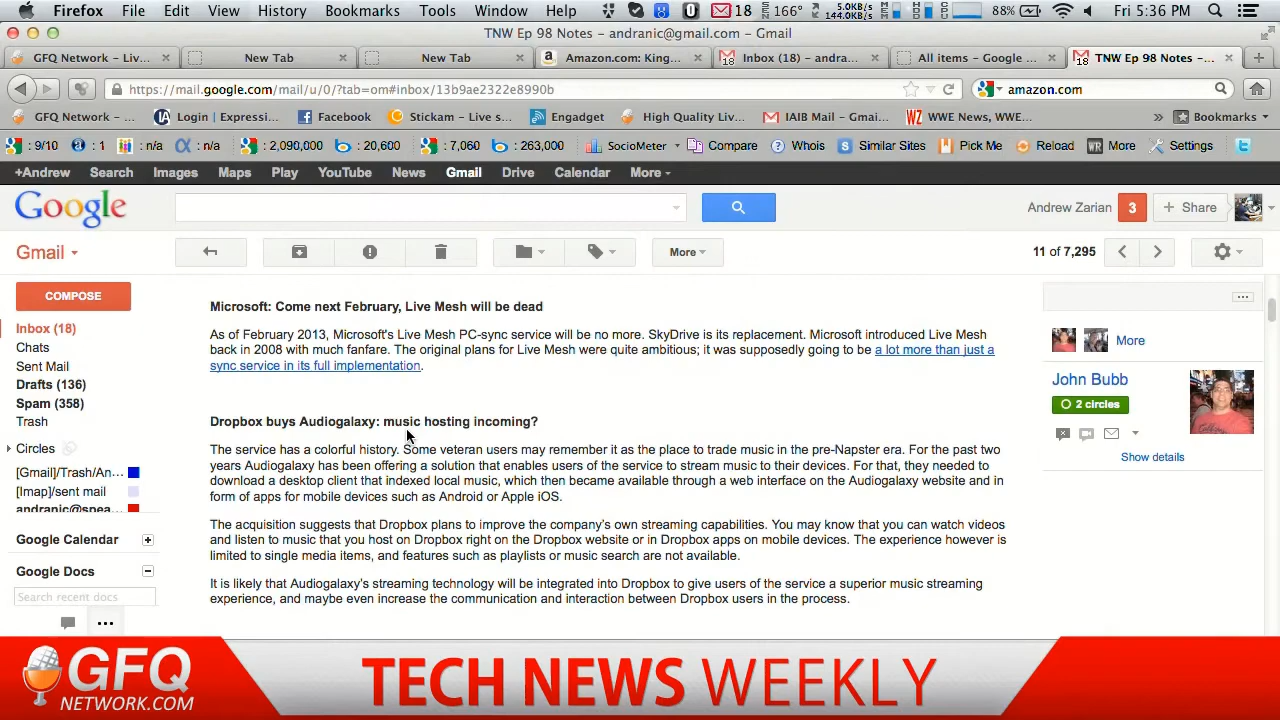 Firefox File Edit View History Bookmarks Tools Window Help 18 166° 5.0KB/s 144.0KB/s 88% Fri 5:36 PM
TNW Ep 98 Notes - andranic@gmail.com - Gmail
GFQ Network - Liv... New Tab New Tab Amazon.com: King... Inbox (18) - andra... All items - Google ... TNW Ep 98 Notes -...
https://mail.google.com/mail/u/0/?tab=om#inbox/13b9ae2322e8990b amazon.com
GFQ Network - ... Login | Expressi... Facebook Stickam - Live s... Engadget High Quality Liv... IAIB Mail - Gmai... WWE News, WWE... » Bookmarks
: 9/10 : 1 : n/a : n/a : 2,090,000 : 20,600 : 7,060 : 263,000 SocioMeter Compare Whois Similar Sites Pick Me Reload More Settings
+Andrew Search Images Maps Play YouTube News Gmail Drive Calendar More
Google Andrew Zarian 3 + Share
Gmail More 11 of 7,295
COMPOSE
Inbox (18)
Chats
Sent Mail
Drafts (136)
Spam (358)
Trash
Circles
[Gmail]/Trash/An...
[Imap]/sent mail
andranic@spea...
Google Calendar
Google Docs
Search recent docs
Microsoft: Come next February, Live Mesh will be dead
As of February 2013, Microsoft's Live Mesh PC-sync service will be no more. SkyDrive is its replacement. Microsoft introduced Live Mesh
back in 2008 with much fanfare. The original plans for Live Mesh were quite ambitious; it was supposedly going to be a lot more than just a
sync service in its full implementation.
Dropbox buys Audiogalaxy: music hosting incoming?
The service has a colorful history. Some veteran users may remember it as the place to trade music in the pre-Napster era. For the past two
years Audiogalaxy has been offering a solution that enables users of the service to stream music to their devices. For that, they needed to
download a desktop client that indexed local music, which then became available through a web interface on the Audiogalaxy website and in
form of apps for mobile devices such as Android or Apple iOS.
The acquisition suggests that Dropbox plans to improve the company's own streaming capabilities. You may know that you can watch videos
and listen to music that you host on Dropbox right on the Dropbox website or in Dropbox apps on mobile devices. The experience however is
limited to single media items, and features such as playlists or music search are not available.
It is likely that Audiogalaxy's streaming technology will be integrated into Dropbox to give users of the service a superior music streaming
experience, and maybe even increase the communication and interaction between Dropbox users in the process.
More
John Bubb
2 circles
Show details
GFQ
NETWORK.COM
TECH NEWS WEEKLY